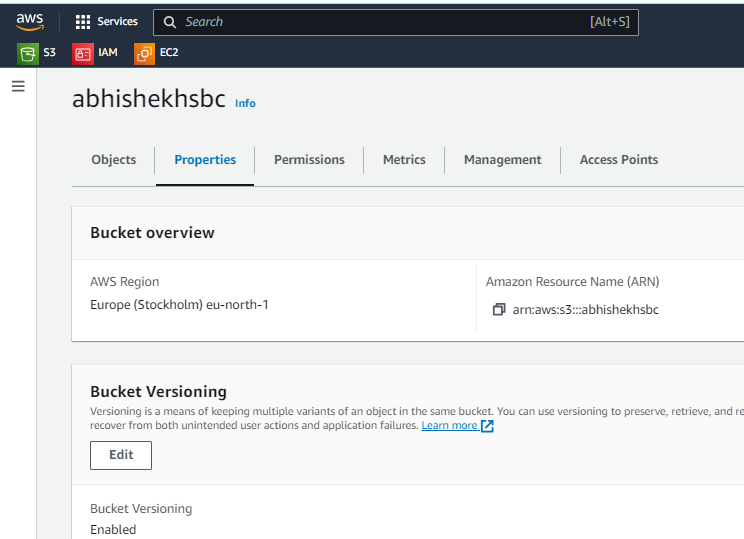 aws Services Search [Alt+S]
S3 IAM EC2
abhishekhsbc Info
Objects Properties Permissions Metrics Management Access Points
Bucket overview
AWS Region
Europe (Stockholm) eu-north-1
Amazon Resource Name (ARN)
arn:aws:s3:::abhishekhsbc
Bucket Versioning
Versioning is a means of keeping multiple variants of an object in the same bucket. You can use versioning to preserve, retrieve, and re
recover from both unintended user actions and application failures. Learn more
Edit
Bucket Versioning
Enabled